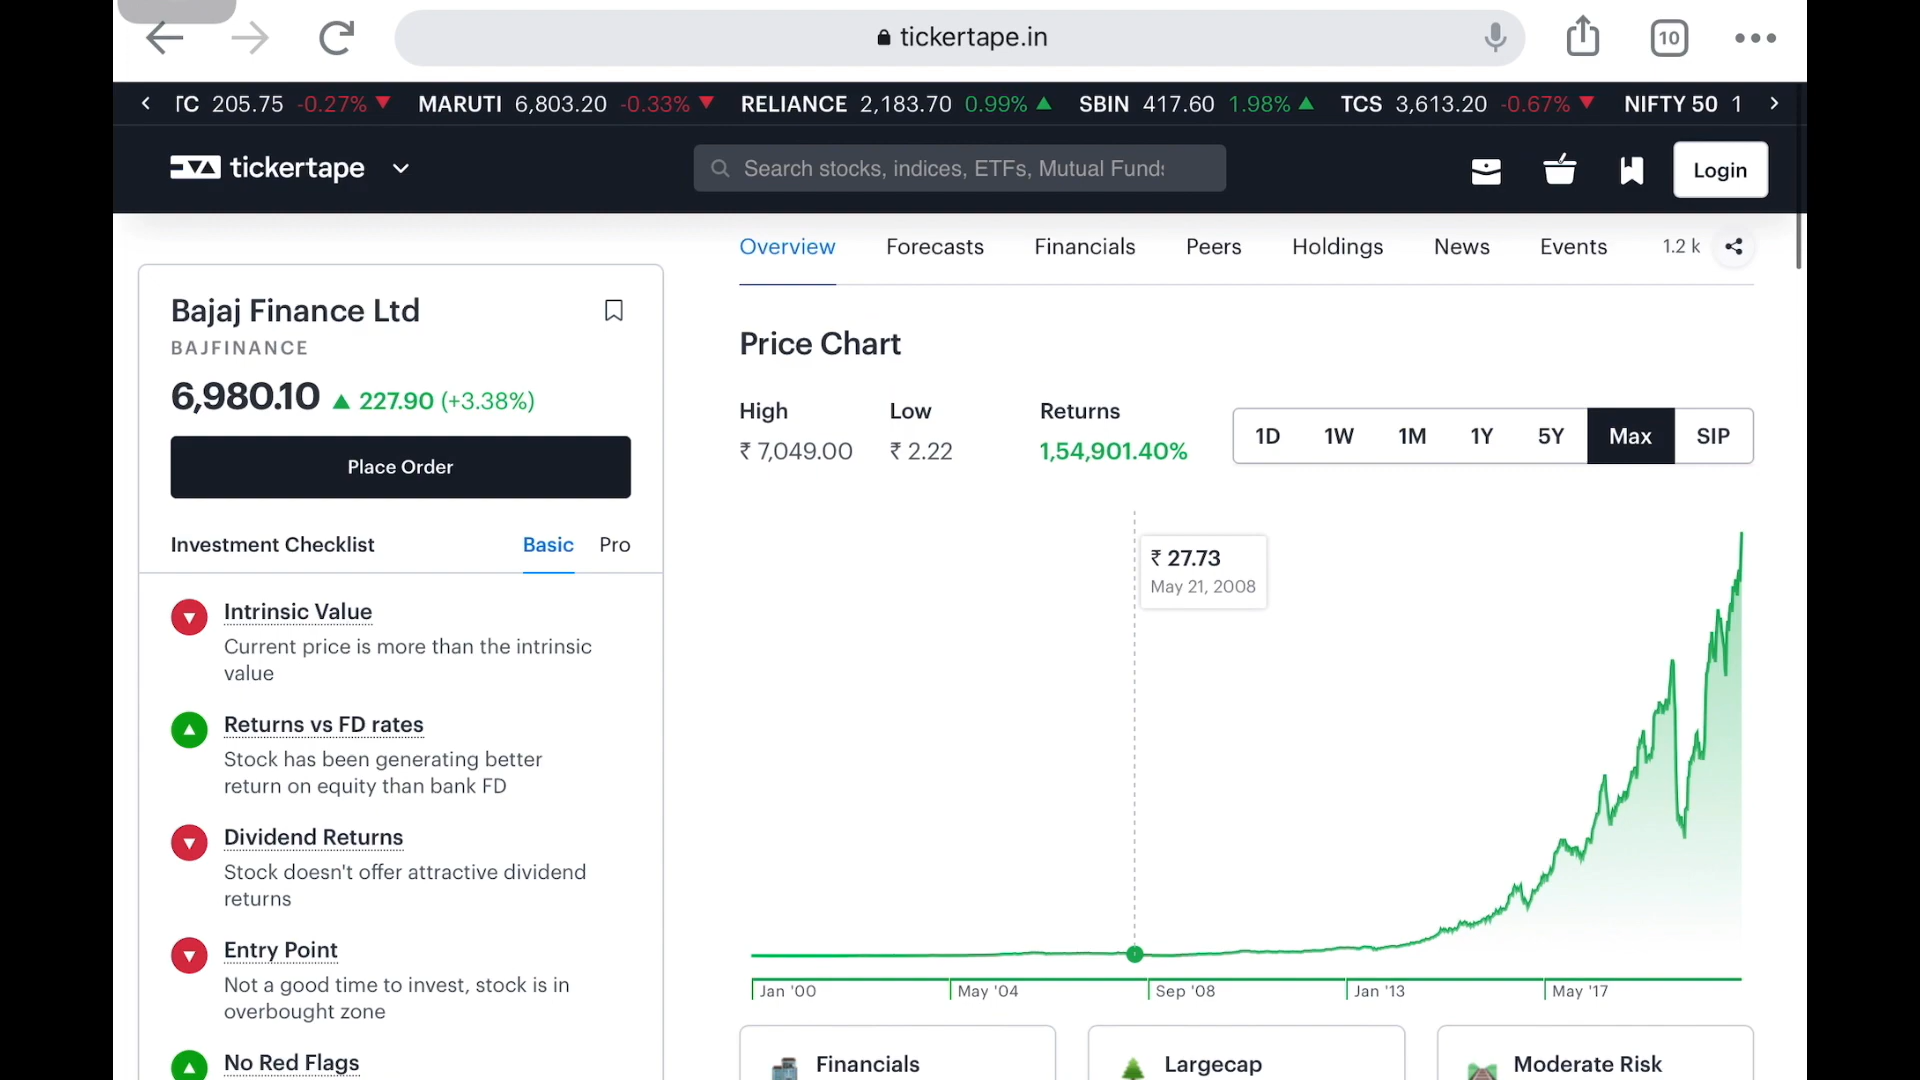 tickertape.in
10
TC 205.75 -0.27% MARUTI 6,803.20 -0.33% RELIANCE 2,183.70 0.99% SBIN 417.60 1.98% TCS 3,613.20 -0.67% NIFTY 50 1
tickertape
Search stocks, indices, ETFs, Mutual Fund
Login
Overview Forecasts Financials Peers Holdings News Events 1.2 k
Bajaj Finance Ltd
BAJFINANCE
6,980.10 ▲ 227.90 (+3.38%)
Place Order
Investment Checklist Basic Pro
Intrinsic Value
Current price is more than the intrinsic
value
Returns vs FD rates
Stock has been generating better
return on equity than bank FD
Dividend Returns
Stock doesn't offer attractive dividend
returns
Entry Point
Not a good time to invest, stock is in
overbought zone
No Red Flags
Price Chart
High Low Returns
₹ 7,049.00 ₹ 2.22 1,54,901.40%
1D 1W 1M 1Y 5Y Max SIP
₹ 27.73
May 21, 2008
Jan '00 May '04 Sep '08 Jan '13 May '17
Financials Largecap Moderate Risk